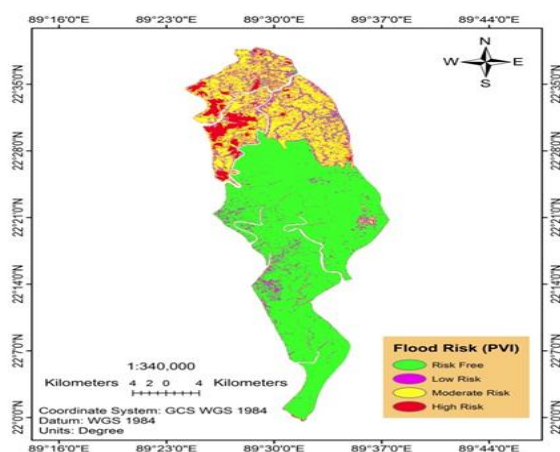 89°16'0"E 89°23'0"E 89°30'0"E 89°37'0"E 89°44'0"E
N
W E
S
22°35'0"N 22°35'0"N
22°28'0"N 22°28'0"N
22°21'0"N 22°21'0"N
22°14'0"N 22°14'0"N
22°7'0"N 22°7'0"N
22°0'0"N 22°0'0"N
Flood Risk (PVI)
Risk Free
Low Risk
Moderate Risk
High Risk
1:340,000
Kilometers 4 2 0 4 Kilometers
Coordinate System: GCS WGS 1984
Datum: WGS 1984
Units: Degree
89°16'0"E 89°23'0"E 89°30'0"E 89°37'0"E 89°44'0"E